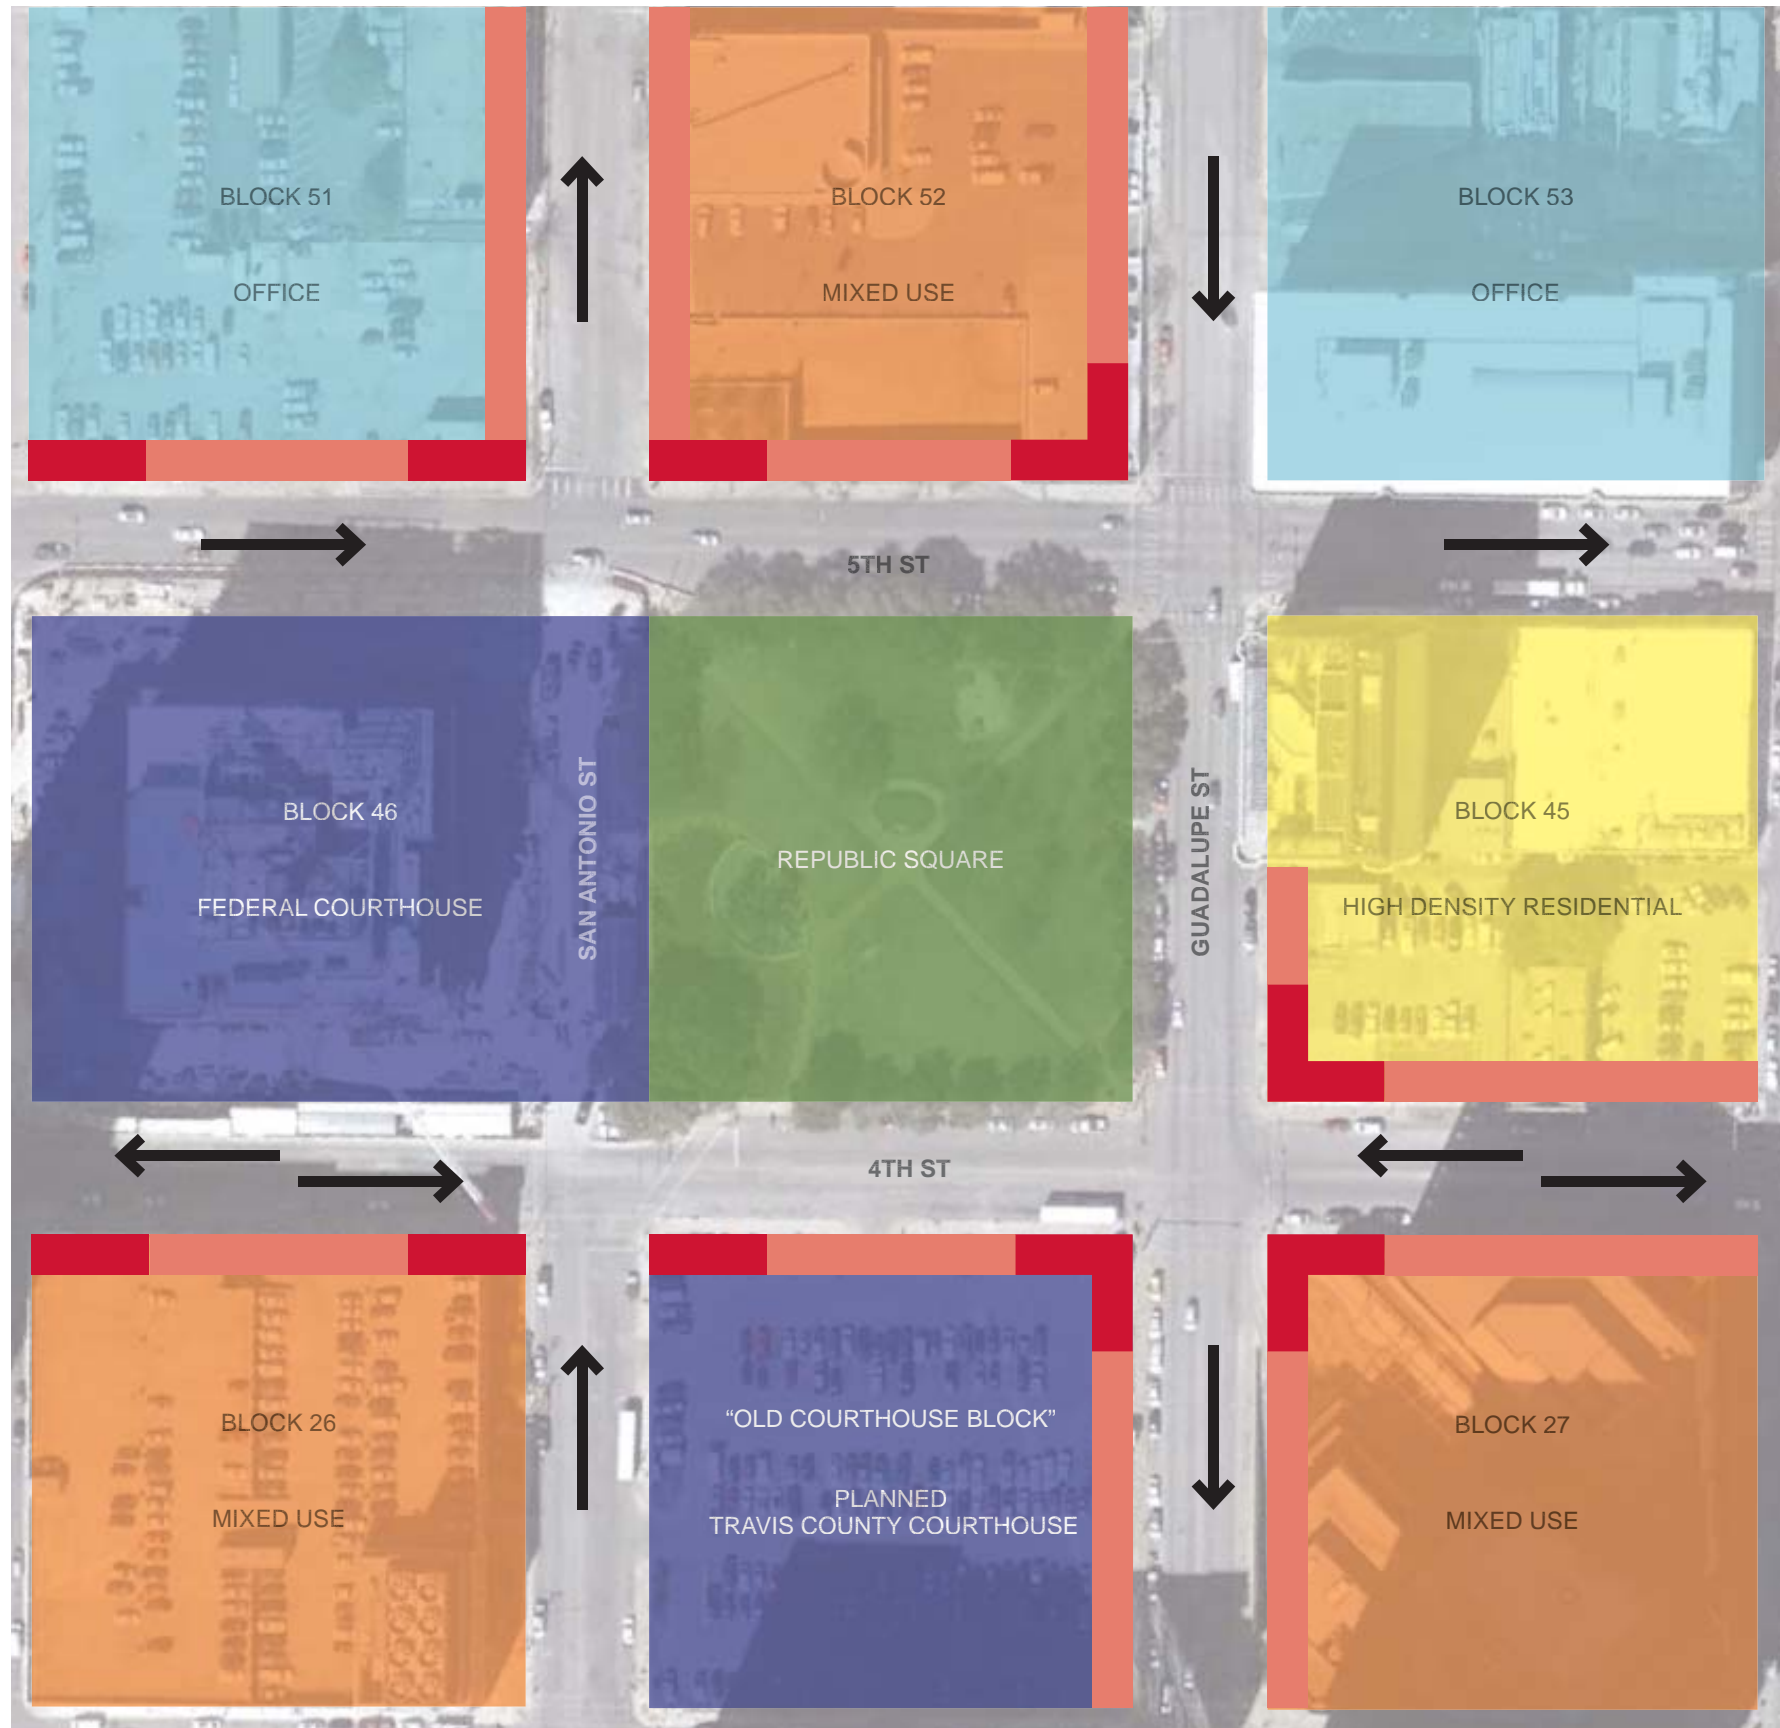 BLOCK 51
OFFICE
BLOCK 52
MIXED USE
BLOCK 53
OFFICE
5TH ST
BLOCK 46
FEDERAL COURTHOUSE
SAN ANTONIO ST
REPUBLIC SQUARE
GUADALUPE ST
BLOCK 45
HIGH DENSITY RESIDENTIAL
4TH ST
BLOCK 26
MIXED USE
“OLD COURTHOUSE BLOCK”
PLANNED
TRAVIS COUNTY COURTHOUSE
BLOCK 27
MIXED USE